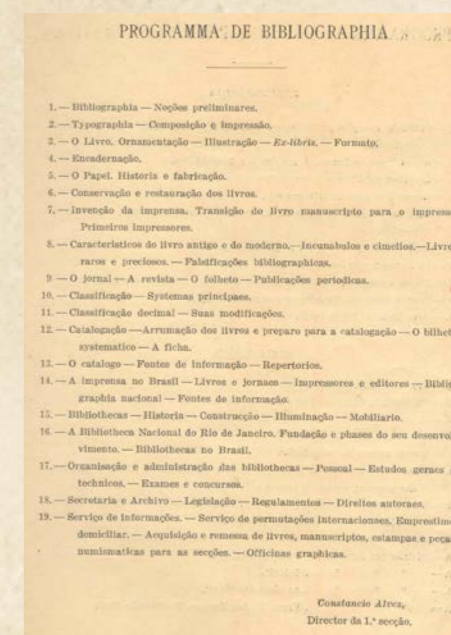 PROGRAMMA DE BIBLIOGRAPHIA
1. — Bibliographia — Noções preliminares.
2. — Typographia — Composição e impressão.
3. — O Livro. Ornamentação — Illustração — Ex-libris. — Formato.
4. — Encadernação.
5. — O Papel. Historia e fabricação.
6. — Conservação e restauração dos livros.
7. — Invenção da imprensa. Transição do livro manuscripto para o impress
Primeiros impressores.
8. — Caracteristicos do livro antigo e do moderno. — Incunabulos e cimelios. — Livre
raros e preciosos. — Falsificações bibliographicas.
9 — O jornal — A revista — O folheto — Publicações periodicas.
10. — Classificação — Systemas principaes.
11. — Classificação decimal — Suas modificações.
12. — Catalogação — Arrumação dos livros e preparo para a catalogação — O bilhet
systematico — A ficha.
13. — O catalogo — Fontes de informação — Repertorios.
14. — A imprensa no Brasil — Livros e jornaes — Impressores e editores — Biblio
graphia nacional — Fontes de informação.
15. — Bibliothecas — Historia — Construcção — Illuminação — Mobiliario.
16. — A Bibliotheca Nacional do Rio de Janeiro. Fundação e phases do seu desenvol
vimento. — Bibliothecas no Brasil.
17. — Organisação e administração das bibliothecas — Pessoal — Estudos geraes
technicos. — Exames e concursos.
18. — Secretaria e Archivo — Legislação — Regulamentos — Direitos autoraes.
19. — Serviço de informações. — Serviço de permutações internacionaes. Emprestimo
domiciliar. — Acquisição e remessa de livros, manuscriptos, estampas e peça
numismaticas para as secções. — Officinas graphicas.
Constancio Alves,
Director da 1.ª secção.